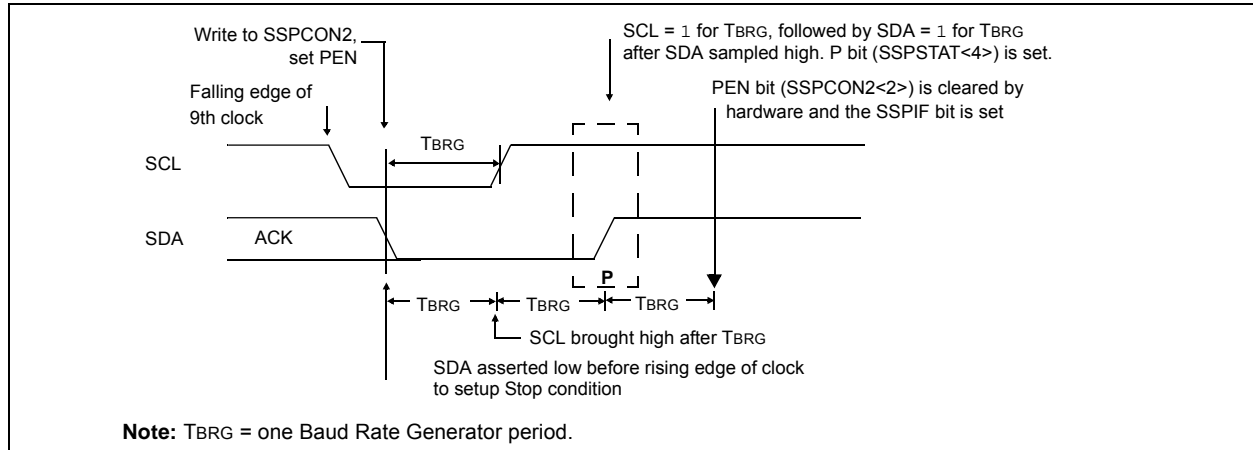 Write to SSPCON2,
set PEN
SCL = 1 for TBRG, followed by SDA = 1 for TBRG
after SDA sampled high. P bit (SSPSTAT<4>) is set.
PEN bit (SSPCON2<2>) is cleared by
hardware and the SSPIF bit is set
Falling edge of
9th clock
TBRG
SCL
SDA
ACK
P
TBRG
TBRG
TBRG
SCL brought high after TBRG
SDA asserted low before rising edge of clock
to setup Stop condition
Note: TBRG = one Baud Rate Generator period.